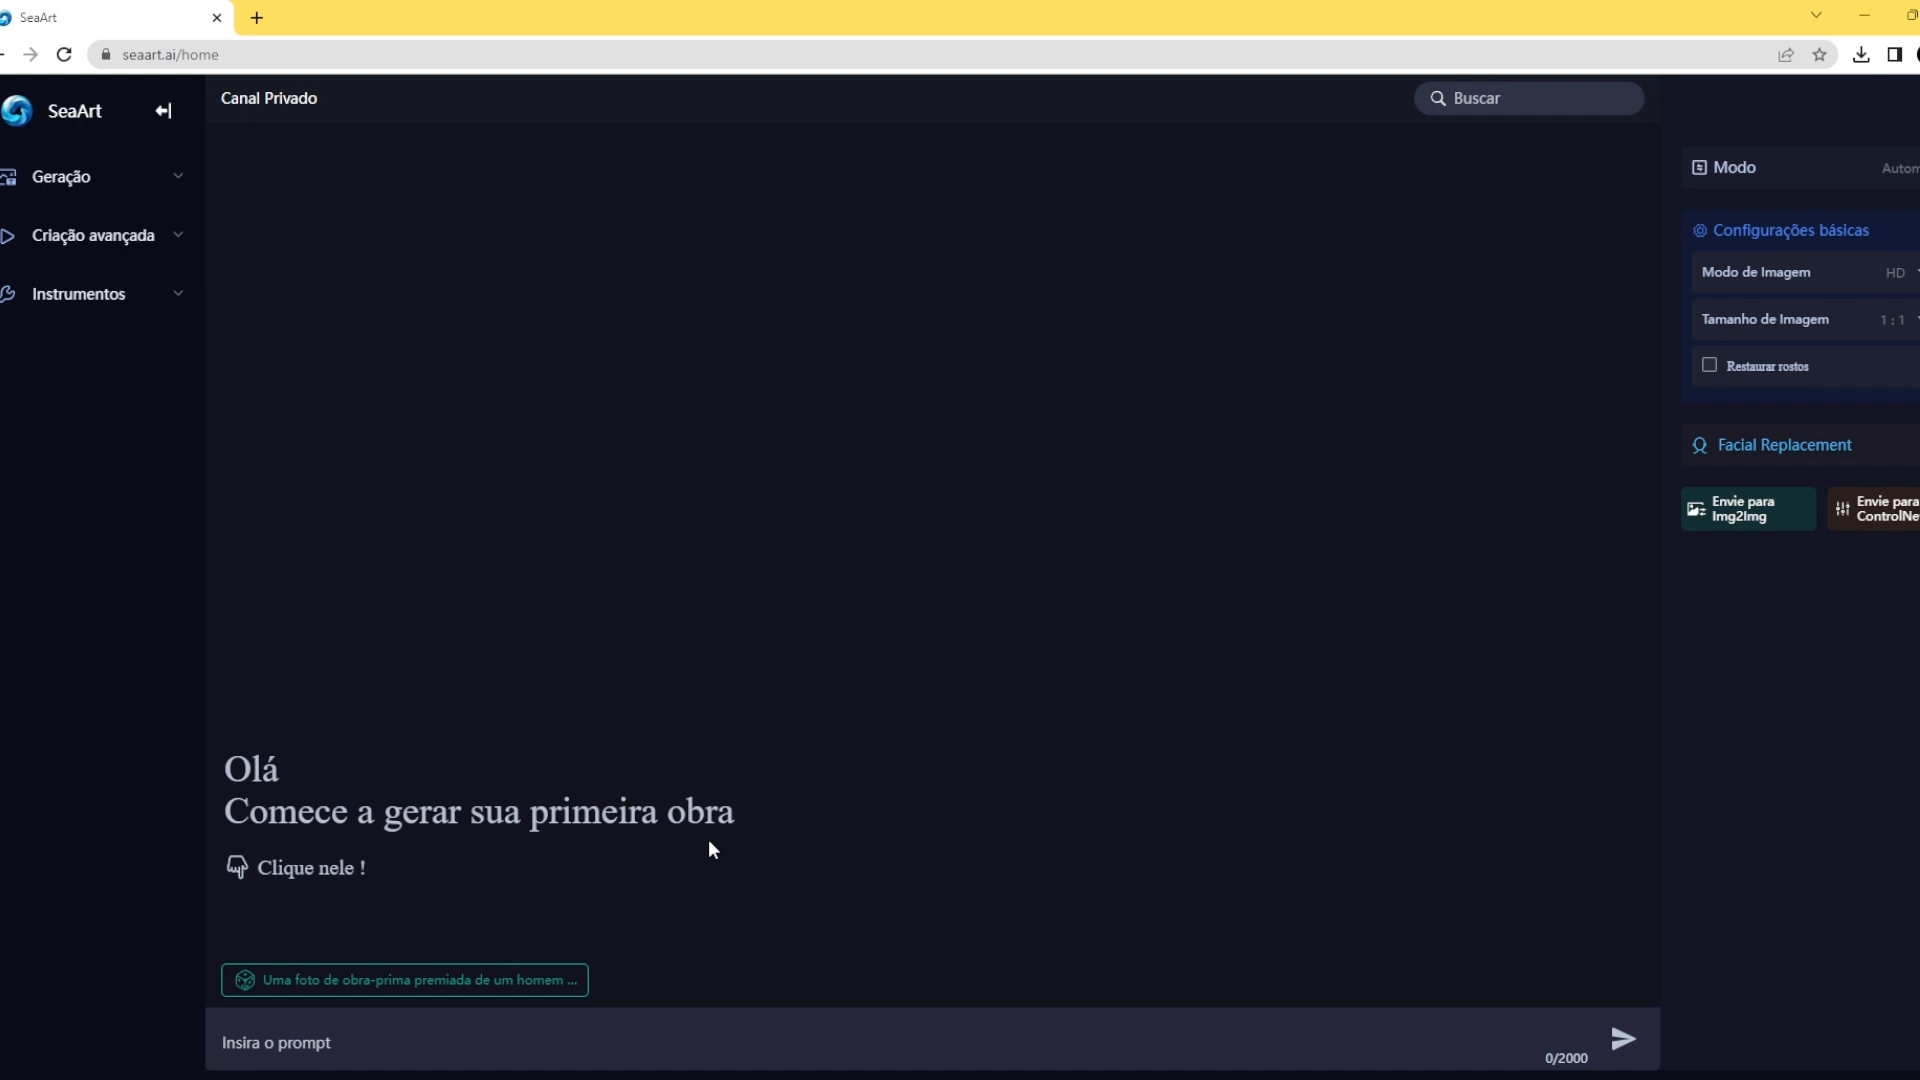 SeaArt
seaart.ai/home
SeaArt
Canal Privado
Buscar
Geração
Criação avançada
Instrumentos
Modo
Configurações básicas
Modo de Imagem HD
Tamanho de Imagem 1 : 1
Restaurar rostos
Facial Replacement
Envie para
Img2Img
Envie para
Olá
Comece a gerar sua primeira obra
Clique nele !
Uma foto de obra-prima premiada de um homem ...
Insira o prompt
0/2000